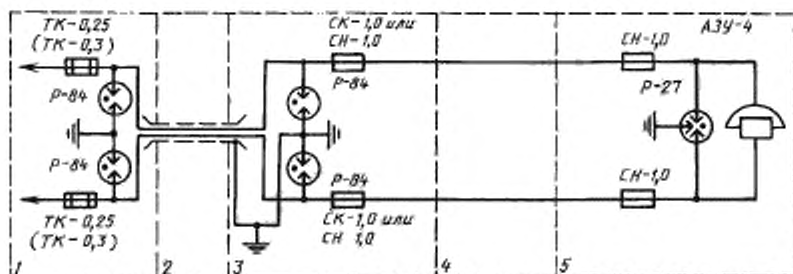 ТК-0,25
(ТК-0,3)
Р-84
Р-84
ТК-0,25
(ТК-0,3)
СК-1,0 или
СН-1,0
Р-84
Р-84
СК-1,0 или
СН 1,0
СН-1,0
АЗУ-4
Р-27
СН-1,0
1
2
3
4
5